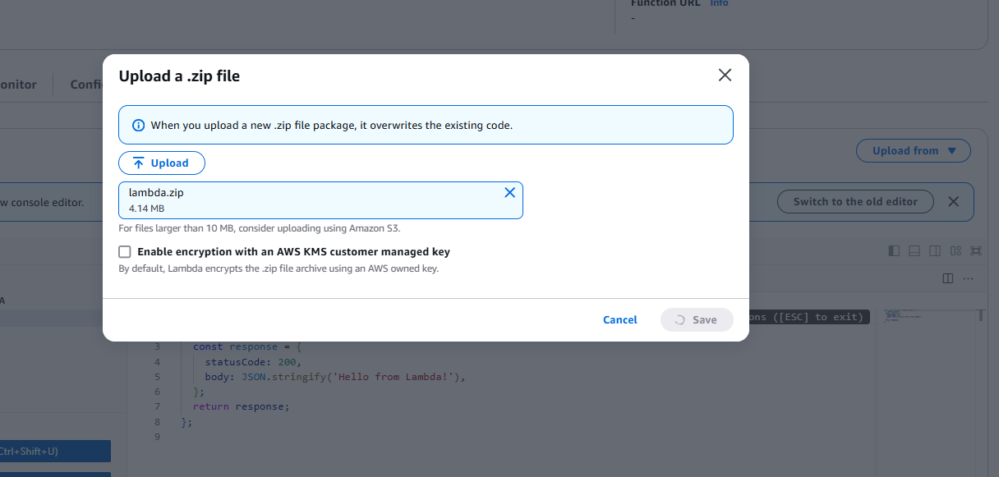 Function URL Info
-
onitor
Confi
Upload a .zip file
When you upload a new .zip file package, it overwrites the existing code.
Upload
Upload from
lambda.zip
4.14 MB
w console editor.
Switch to the old editor
For files larger than 10 MB, consider uploading using Amazon S3.
Enable encryption with an AWS KMS customer managed key
By default, Lambda encrypts the .zip file archive using an AWS owned key.
A
Cancel
Save
ons ([ESC] to exit)
3 const response = {
4 statusCode: 200,
5 body: JSON.stringify('Hello from Lambda!'),
6 };
7 return response;
8 };
9
Ctrl+Shift+U)